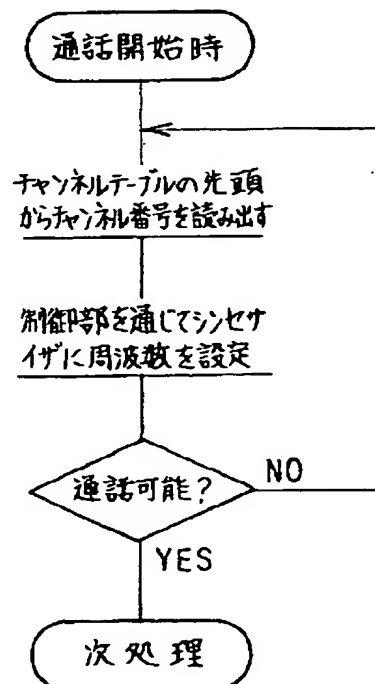 通話開始時
チャンネルテーブルの先頭
からチャンネル番号を読み出す
制御部を通じてシンセサ
イザに周波数を設定
通話可能?
NO
YES
次処理